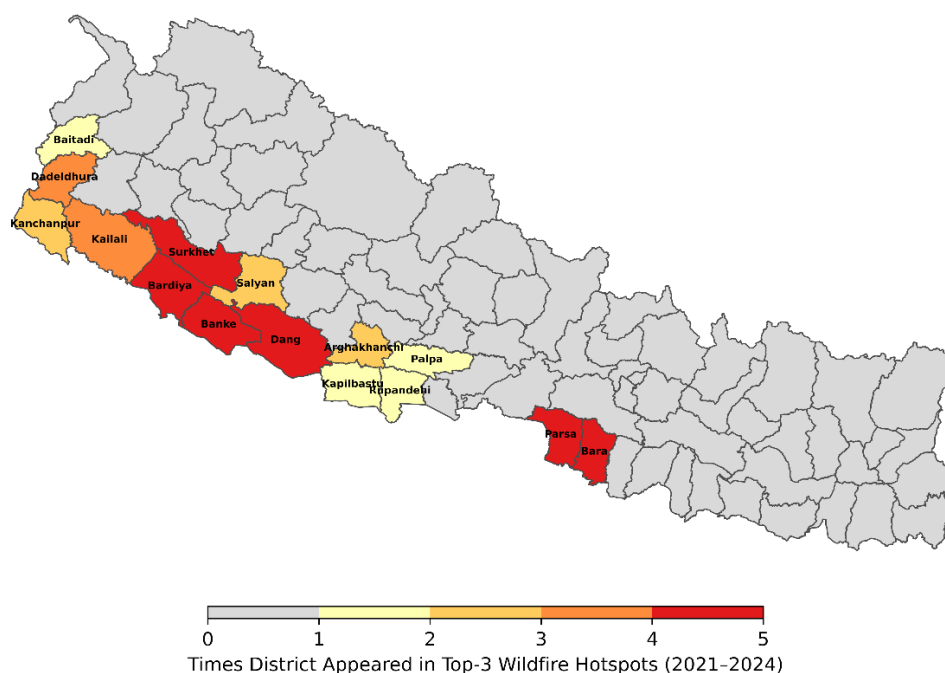 Baitadi
Dadeldhura
Kanchanpur
Kailali
Surkhet
Salyan
Bardiya
Banke
Dang
Arghakhanchi
Palpa
Kapilbastu
Rupandehi
Parsa
Bara
0 1 2 3 4 5
Times District Appeared in Top-3 Wildfire Hotspots (2021–2024)